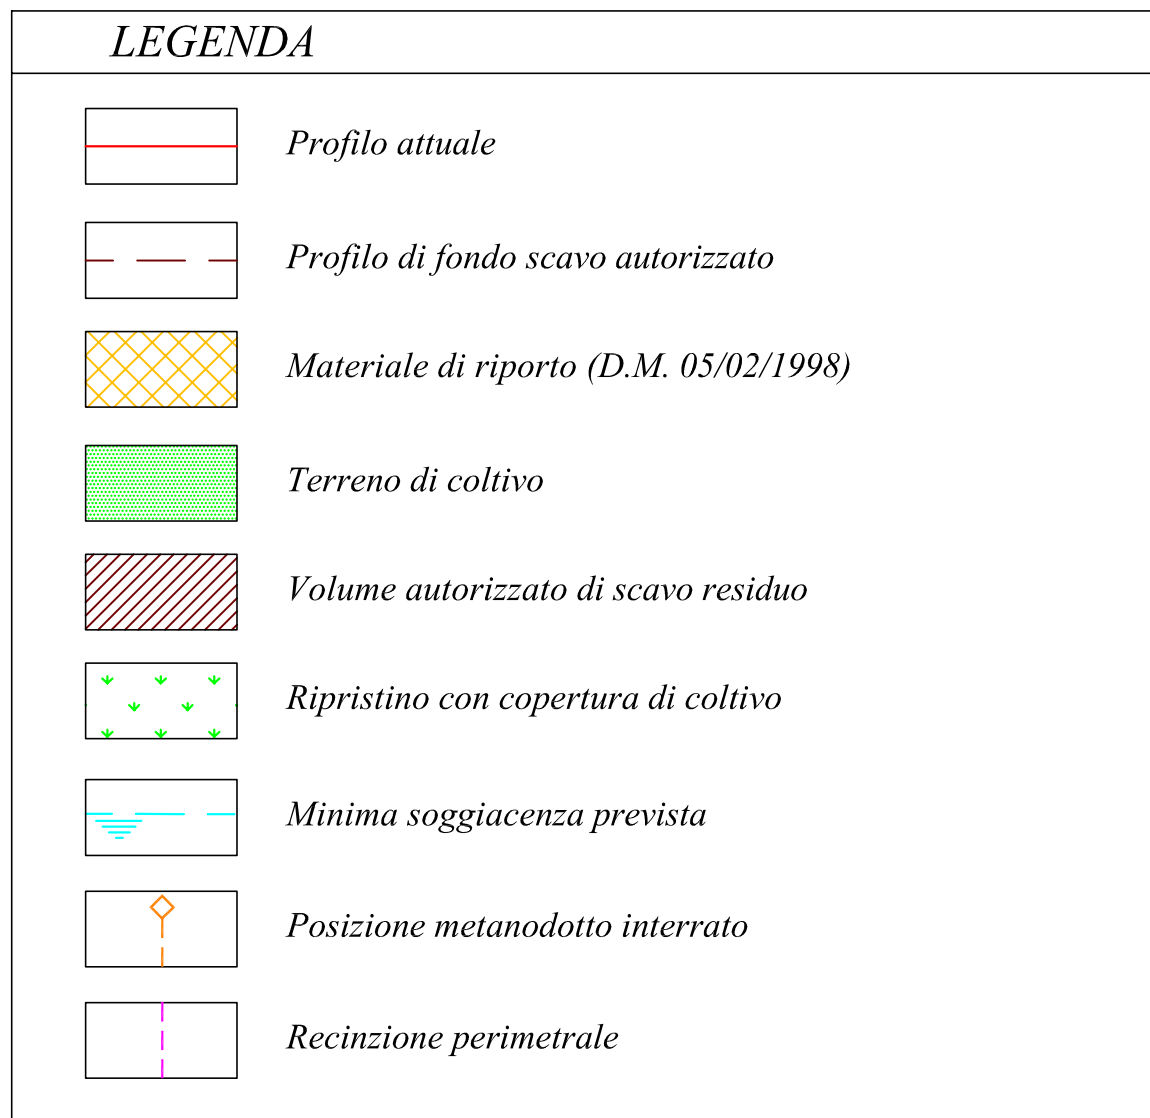 LEGENDA
Profilo attuale
Profilo di fondo scavo autorizzato
Materiale di riporto (D.M. 05/02/1998)
Terreno di coltivo
Volume autorizzato di scavo residuo
Ripristino con copertura di coltivo
Minima soggiacenza prevista
Posizione metanodotto interrato
Recinzione perimetrale